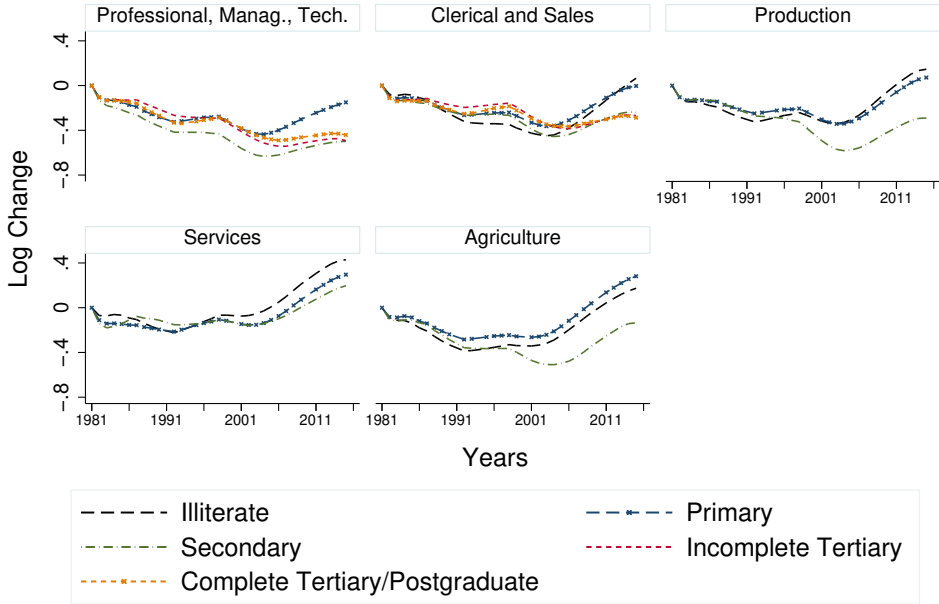 Professional, Manag., Tech.
Clerical and Sales
Production
.4
0
-.4
-.8
1981
1991
2001
2011
Services
Agriculture
.4
0
-.4
-.8
1981
1991
2001
2011
1981
1991
2001
2011
Log Change
Years
Illiterate
Primary
Secondary
Incomplete Tertiary
Complete Tertiary/Postgraduate